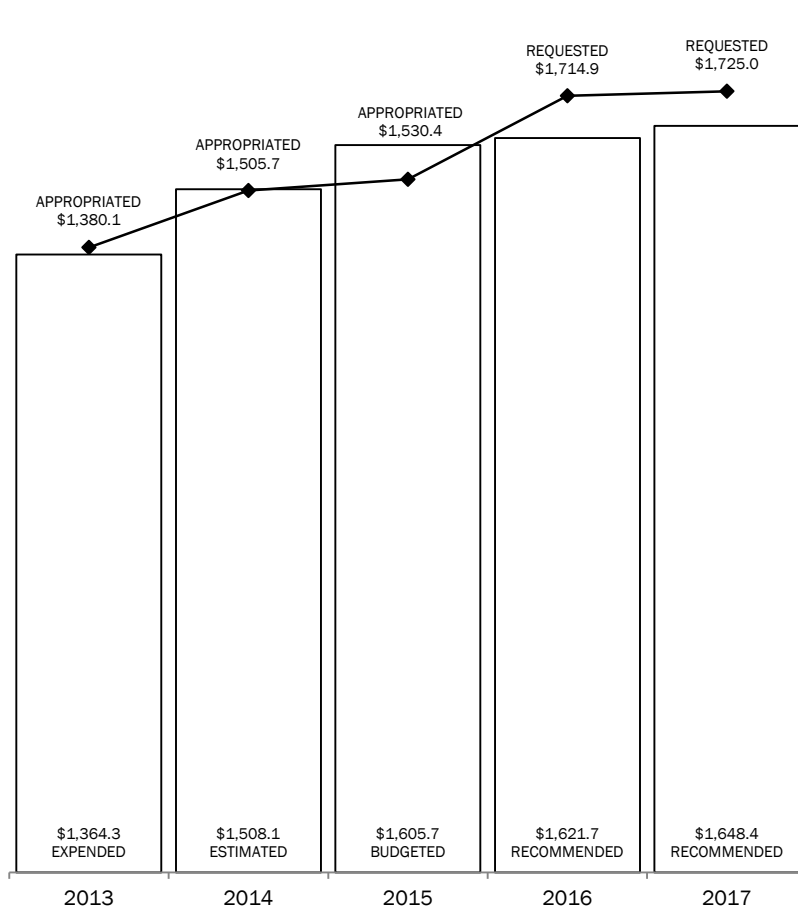 REQUESTED
$1,714.9
REQUESTED
$1,725.0
APPROPRIATED
$1,530.4
APPROPRIATED
$1,505.7
APPROPRIATED
$1,380.1
$1,364.3
EXPENDED
$1,508.1
ESTIMATED
$1,605.7
BUDGETED
$1,621.7
RECOMMENDED
$1,648.4
RECOMMENDED
2013
2014
2015
2016
2017